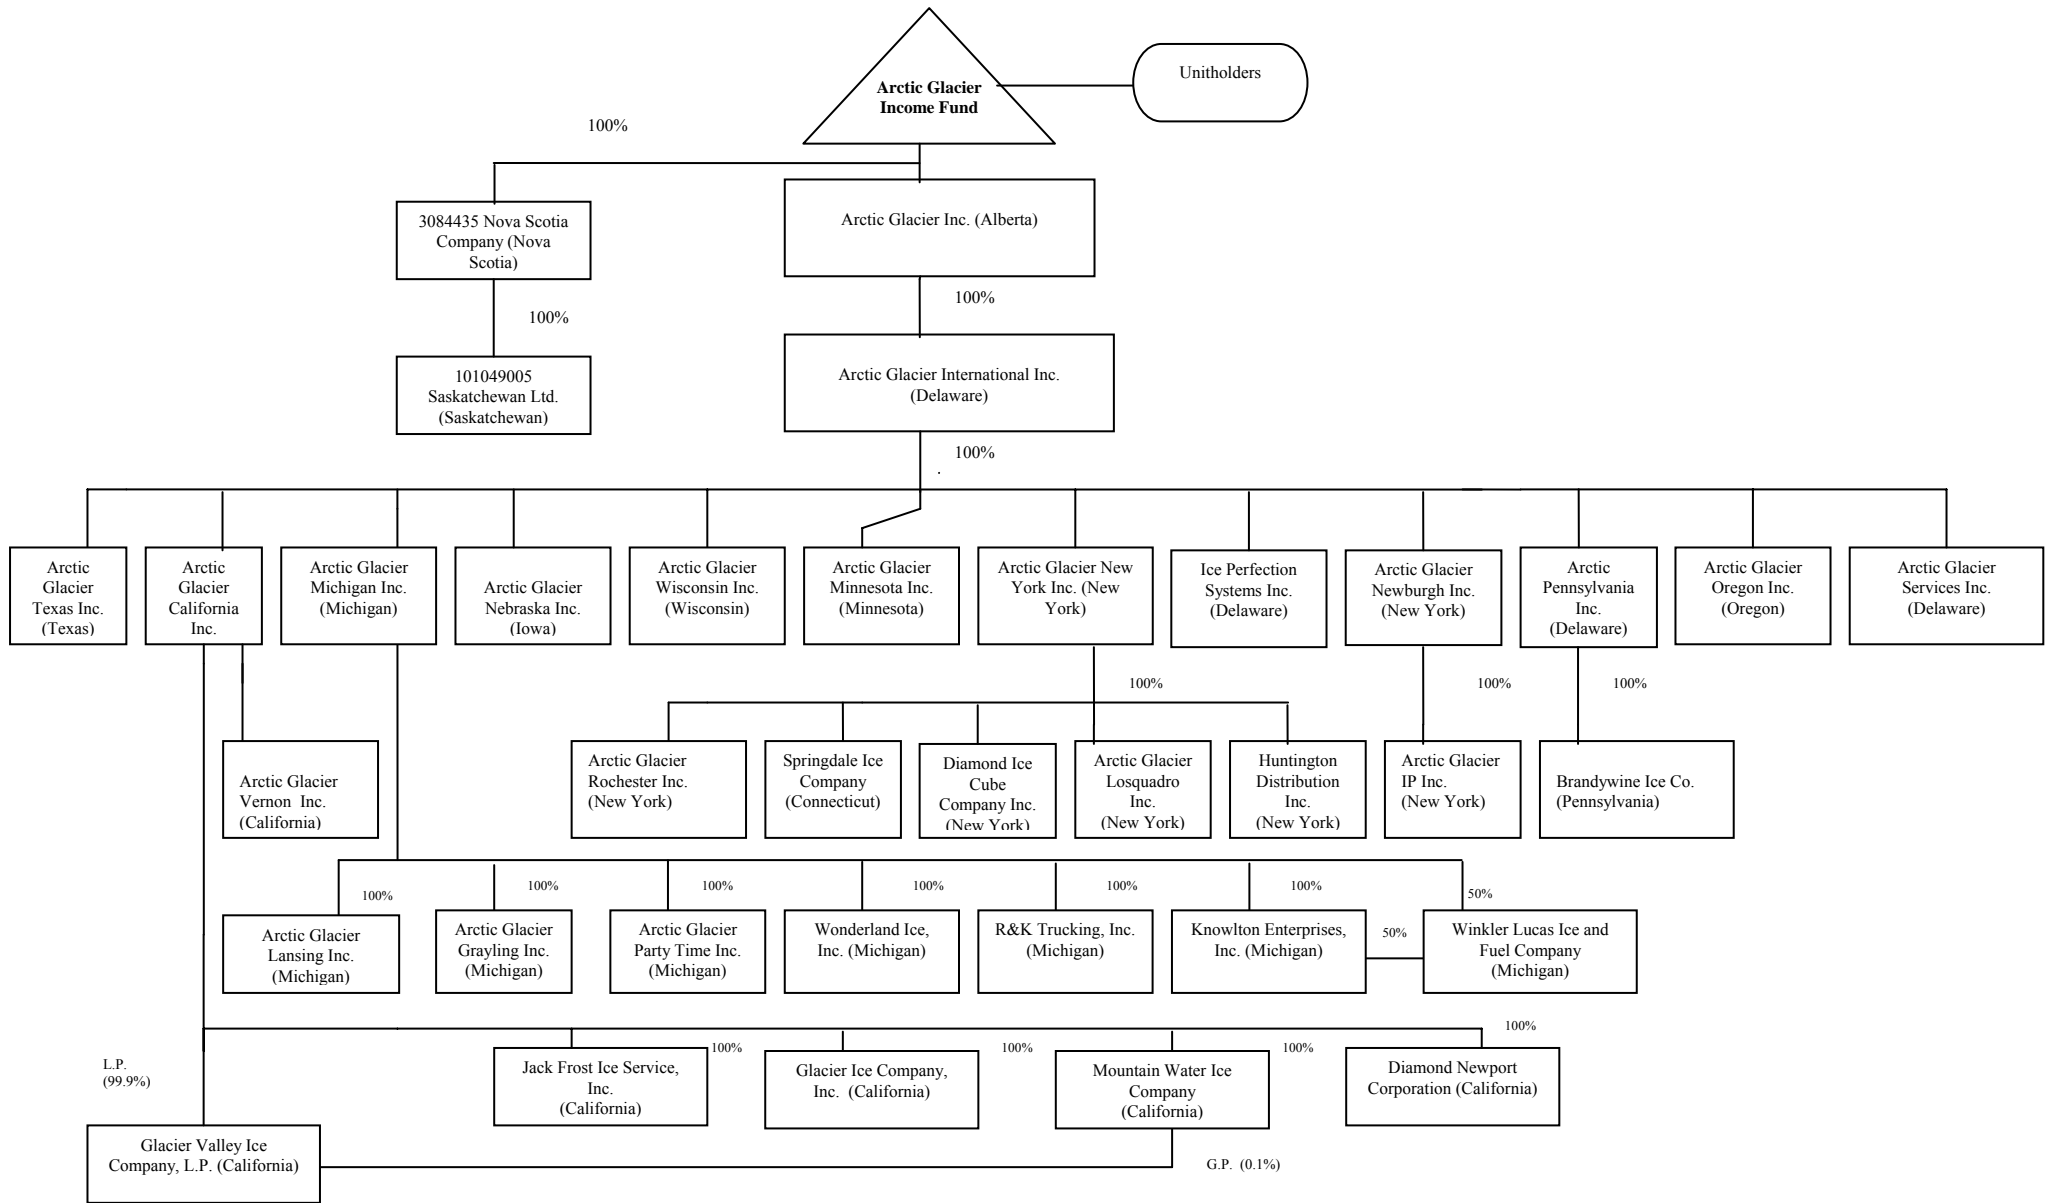 Unitholders
Arctic Glacier
Income Fund
100%
3084435 Nova Scotia
Company (Nova
Scotia)
Arctic Glacier Inc. (Alberta)
100%
100%
101049005
Saskatchewan Ltd.
(Saskatchewan)
Arctic Glacier International Inc.
(Delaware)
100%
.
Arctic
Glacier
Texas Inc.
(Texas)
Arctic
Glacier
California
Inc.
Arctic Glacier
Michigan Inc.
(Michigan)
Arctic Glacier
Nebraska Inc.
(Iowa)
Arctic Glacier
Wisconsin Inc.
(Wisconsin)
Arctic Glacier
Minnesota Inc.
(Minnesota)
Arctic Glacier New
York Inc. (New
York)
Ice Perfection
Systems Inc.
(Delaware)
Arctic Glacier
Newburgh Inc.
(New York)
Arctic
Pennsylvania
Inc.
(Delaware)
Arctic Glacier
Oregon Inc.
(Oregon)
Arctic Glacier
Services Inc.
(Delaware)
100%
100%
100%
Arctic Glacier
Vernon Inc.
(California)
Arctic Glacier
Rochester Inc.
(New York)
Springdale Ice
Company
(Connecticut)
Diamond Ice
Cube
Company Inc.
(New York)
Arctic Glacier
Losquadro
Inc.
(New York)
Huntington
Distribution
Inc.
(New York)
Arctic Glacier
IP Inc.
(New York)
Brandywine Ice Co.
(Pennsylvania)
100%
100%
100%
100%
100%
100%
50%
Arctic Glacier
Lansing Inc.
(Michigan)
Arctic Glacier
Grayling Inc.
(Michigan)
Arctic Glacier
Party Time Inc.
(Michigan)
Wonderland Ice,
Inc. (Michigan)
R&K Trucking, Inc.
(Michigan)
Knowlton Enterprises,
Inc. (Michigan)
50%
Winkler Lucas Ice and
Fuel Company
(Michigan)
L.P.
(99.9%)
100%
100%
100%
100%
Jack Frost Ice Service,
Inc.
(California)
Glacier Ice Company,
Inc. (California)
Mountain Water Ice
Company
(California)
Diamond Newport
Corporation (California)
Glacier Valley Ice
Company, L.P. (California)
G.P. (0.1%)